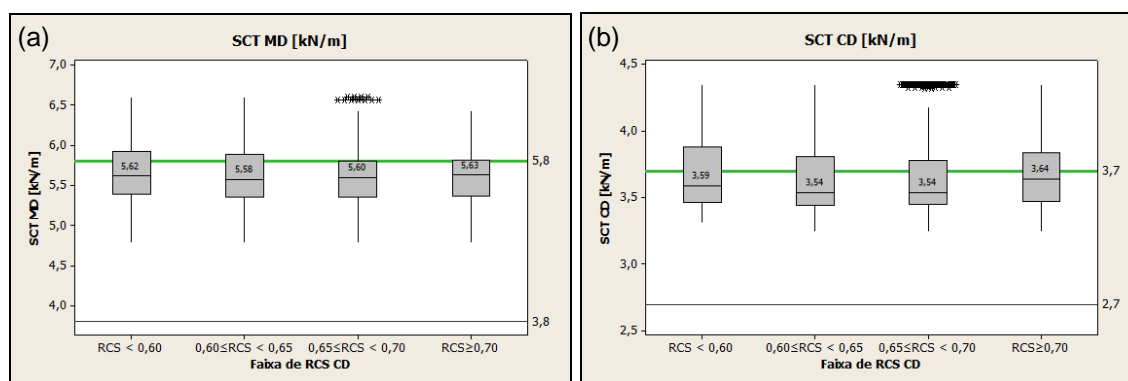 (a)
SCT MD [kN/m]
SCT MD [kN/m]
7,0
6,5
6,0
5,5
5,0
4,5
4,0
5,62
5,58
5,60
5,63
5,8
3,8
RCS < 0,60
0,60≤RCS < 0,65
0,65≤RCS < 0,70
RCS≥0,70
Faixa de RCS CD
(b)
SCT CD [kN/m]
SCT CD [kN/m]
4,5
4,0
3,5
3,0
2,5
3,59
3,54
3,54
3,64
3,7
2,7
RCS < 0,60
0,60≤RCS < 0,65
0,65≤RCS < 0,70
RCS≥0,70
Faixa de RCS CD